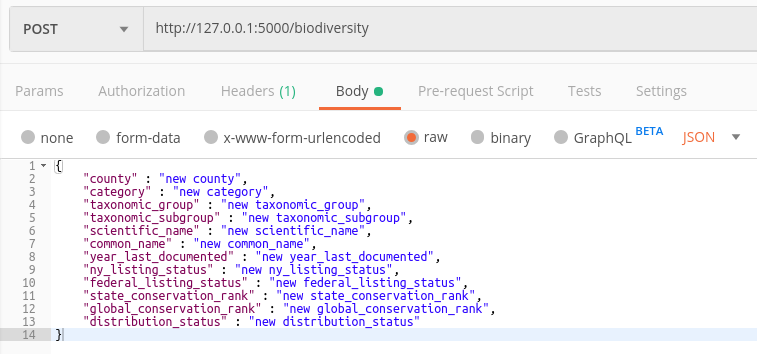 POST http://127.0.0.1:5000/biodiversity
Params Authorization Headers (1) Body Pre-request Script Tests Settings
none form-data x-www-form-urlencoded raw binary GraphQL BETA JSON
1 {
2 "county" : "new county",
3 "category" : "new category",
4 "taxonomic_group" : "new taxonomic_group",
5 "taxonomic_subgroup" : "new taxonomic_subgroup",
6 "scientific_name" : "new scientific_name",
7 "common_name" : "new common_name",
8 "year_last_documented" : "new year_last_documented",
9 "ny_listing_status" : "new ny_listing_status",
10 "federal_listing_status" : "new federal_listing_status",
11 "state_conservation_rank" : "new state_conservation_rank",
12 "global_conservation_rank" : "new global_conservation_rank",
13 "distribution_status" : "new distribution_status"
14 }